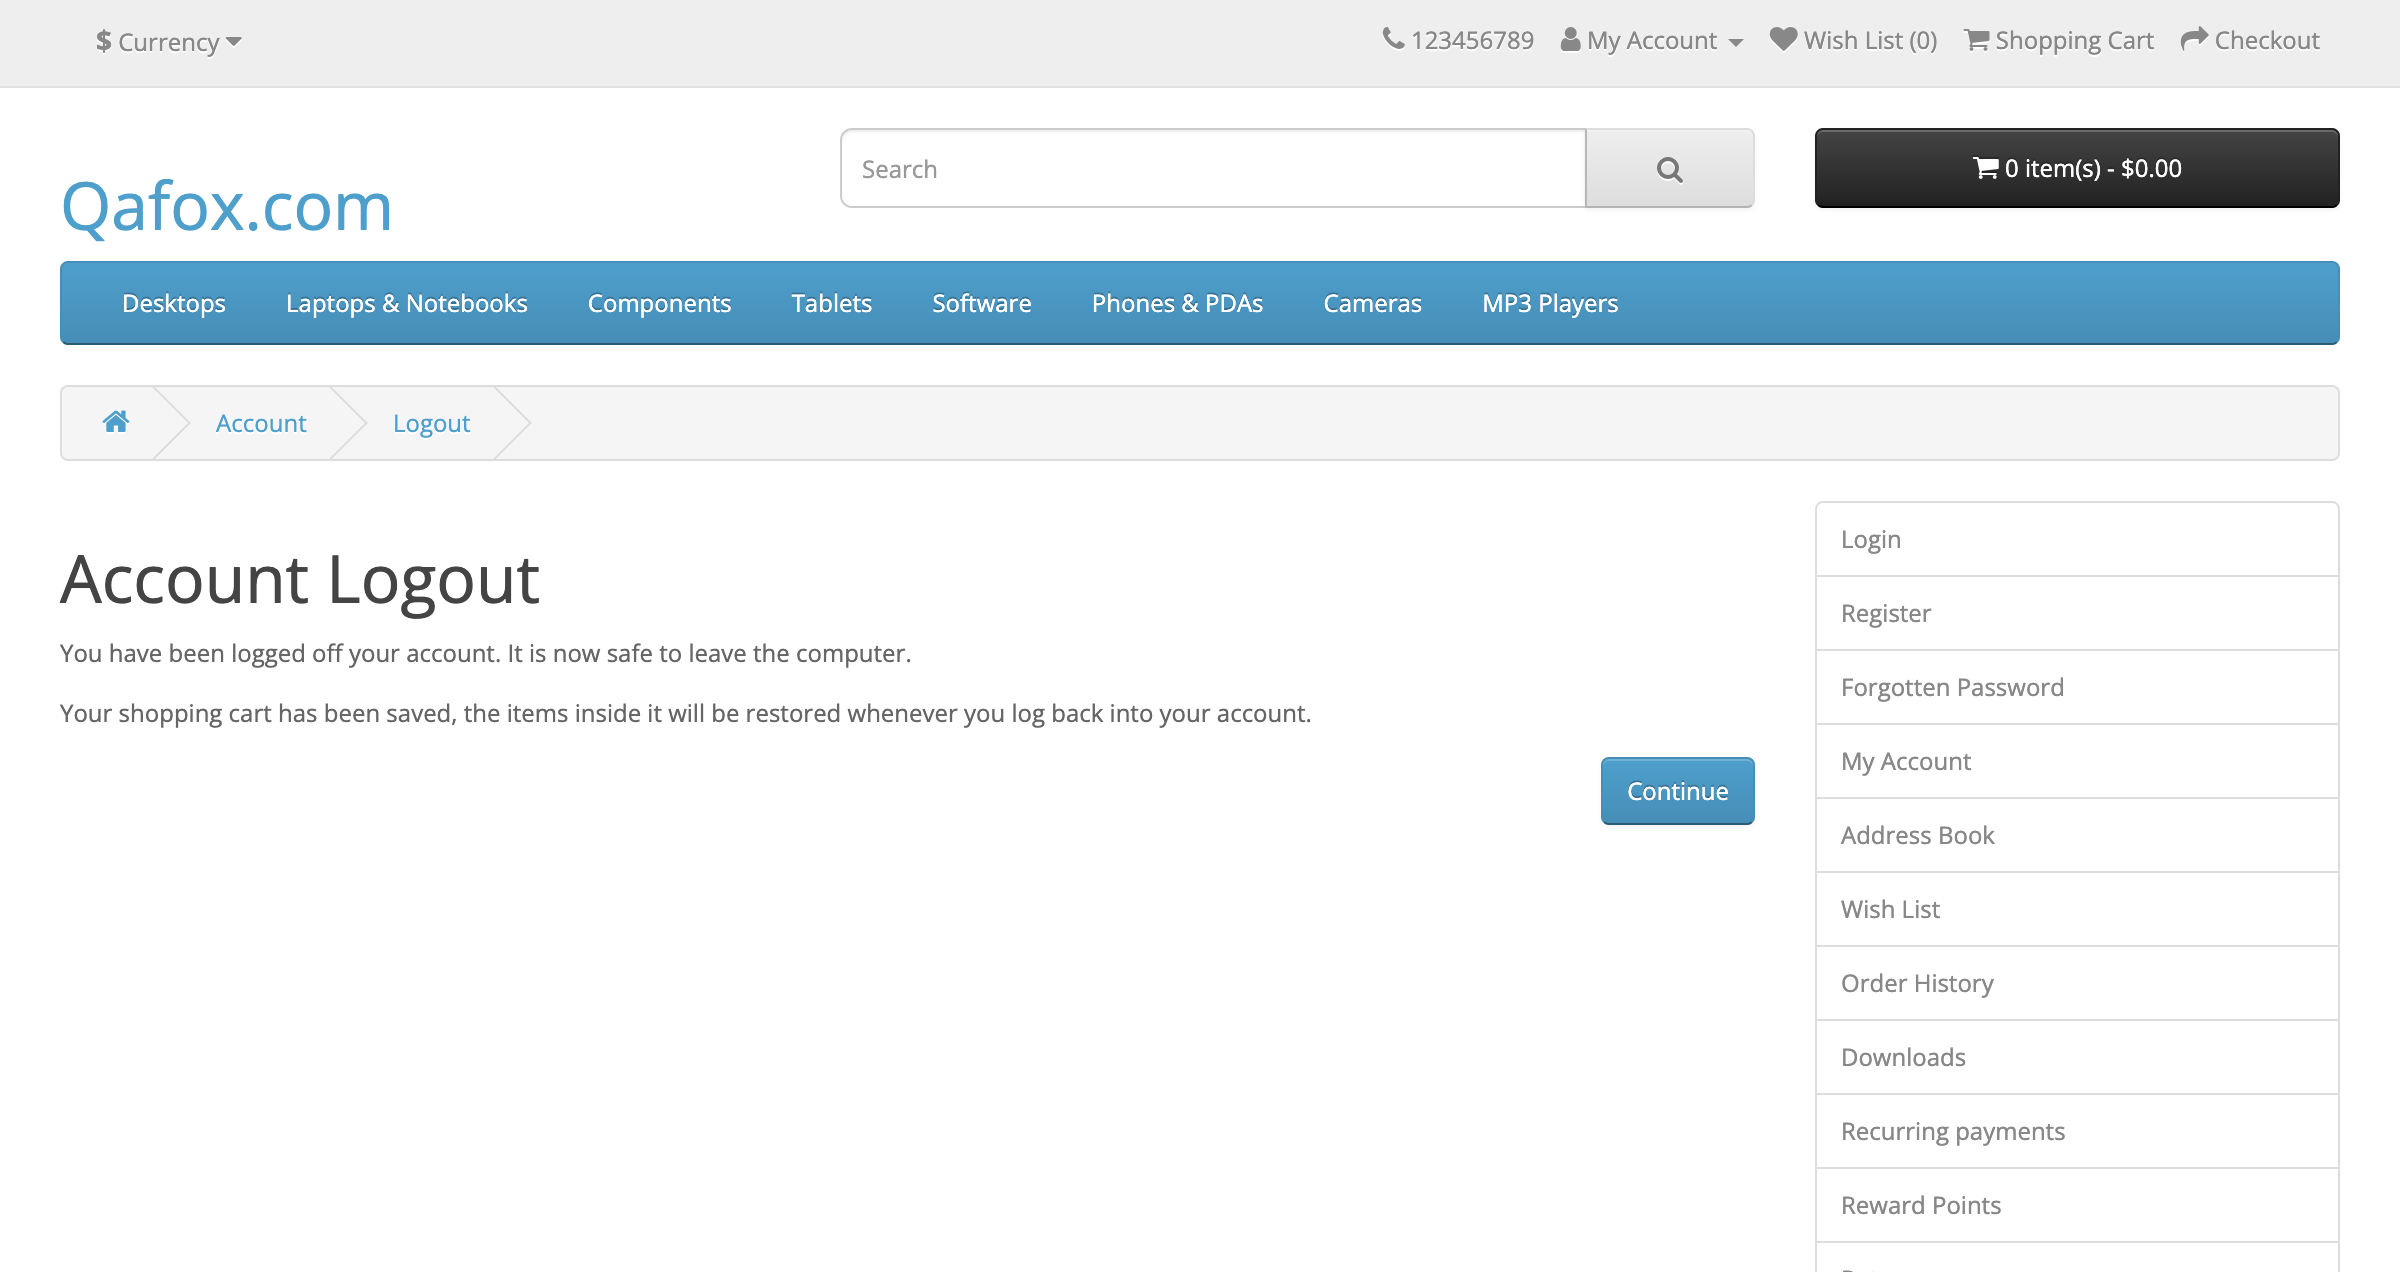 $ Currency
123456789 My Account Wish List (0) Shopping Cart Checkout
Search
0 item(s) - $0.00
Qafox.com
Desktops Laptops & Notebooks Components Tablets Software Phones & PDAs Cameras MP3 Players
Account Logout
Account Logout
You have been logged off your account. It is now safe to leave the computer.
Your shopping cart has been saved, the items inside it will be restored whenever you log back into your account.
Continue
Login
Register
Forgotten Password
My Account
Address Book
Wish List
Order History
Downloads
Recurring payments
Reward Points